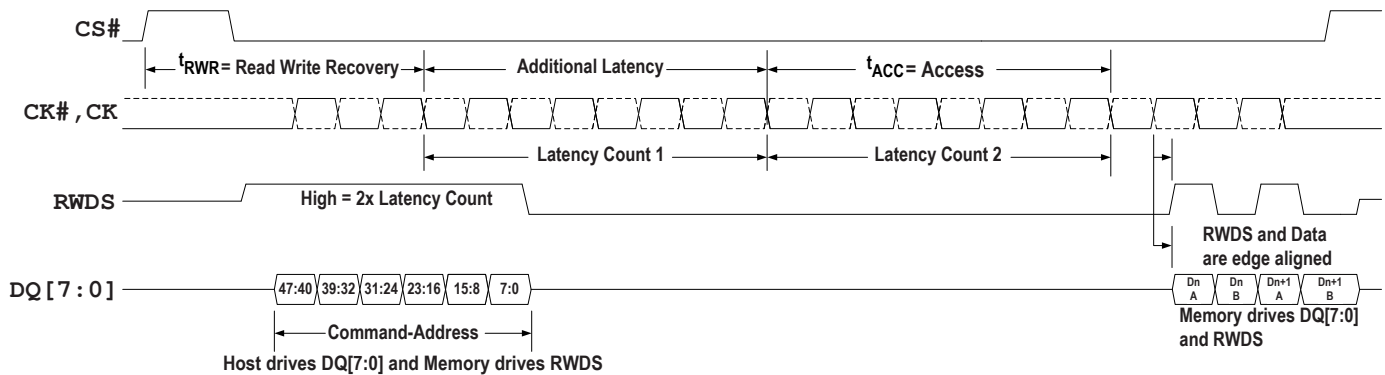 CS#
tRWR= Read Write Recovery
Additional Latency
tACC= Access
CK#,CK
Latency Count 1
Latency Count 2
RWDS
High = 2x Latency Count
RWDS and Data
are edge aligned
DQ[7:0]
47:40 39:32 31:24 23:16 15:8 7:0
Dn A
Dn B
Dn+1 A
Dn+1 B
Command-Address
Memory drives DQ[7:0]
and RWDS
Host drives DQ[7:0] and Memory drives RWDS